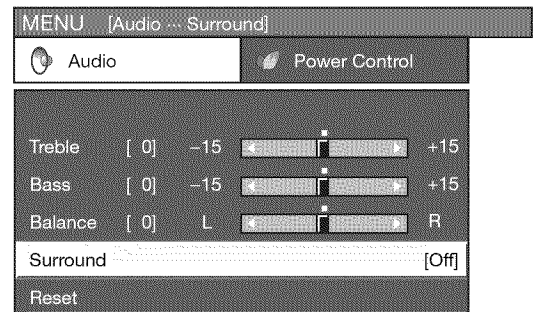 MENU [Audio ··· Surround]
Audio Power Control
Treble [ 0] −15 +15
Bass [ 0] −15 +15
Balance [ 0] L R
Surround [Off]
Reset